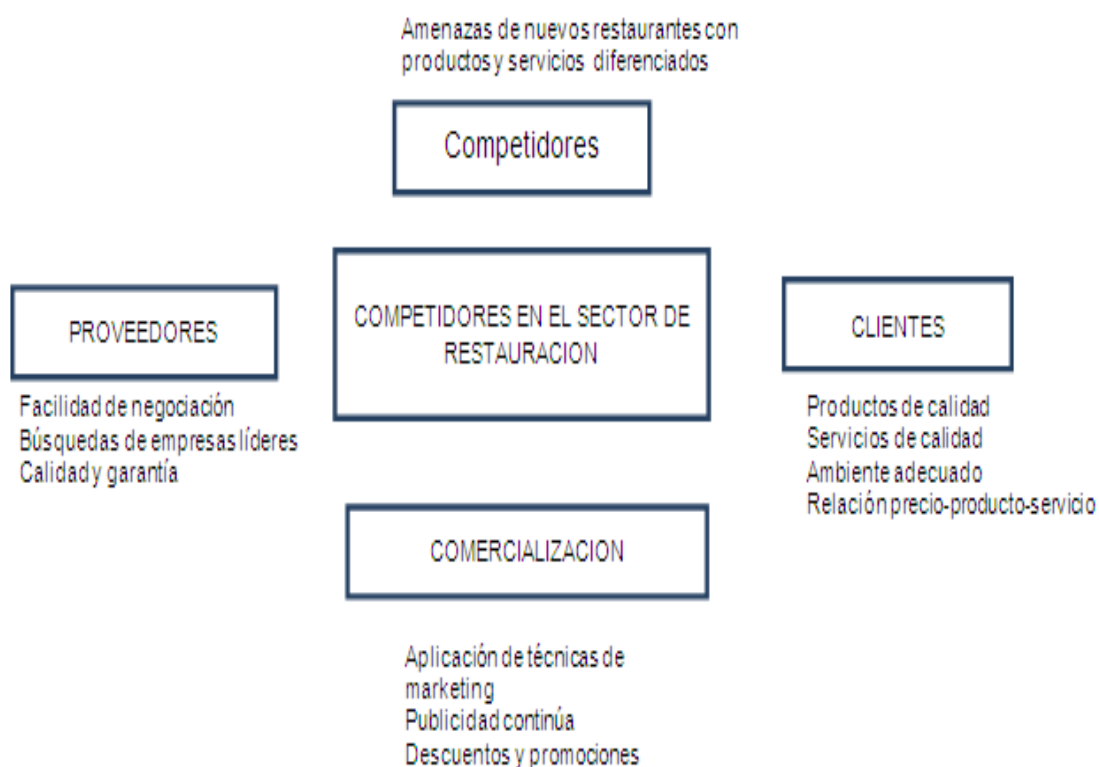 Amenazas de nuevos restaurantes con
productos y servicios diferenciados
Competidores
PROVEEDORES
Facilidad de negociación
Búsquedas de empresas líderes
Calidad y garantía
COMPETIDORES EN EL SECTOR DE
RESTAURACION
CLIENTES
Productos de calidad
Servicios de calidad
Ambiente adecuado
Relación precio-producto-servicio
COMERCIALIZACION
Aplicación de técnicas de
marketing
Publicidad continúa
Descuentos y promociones